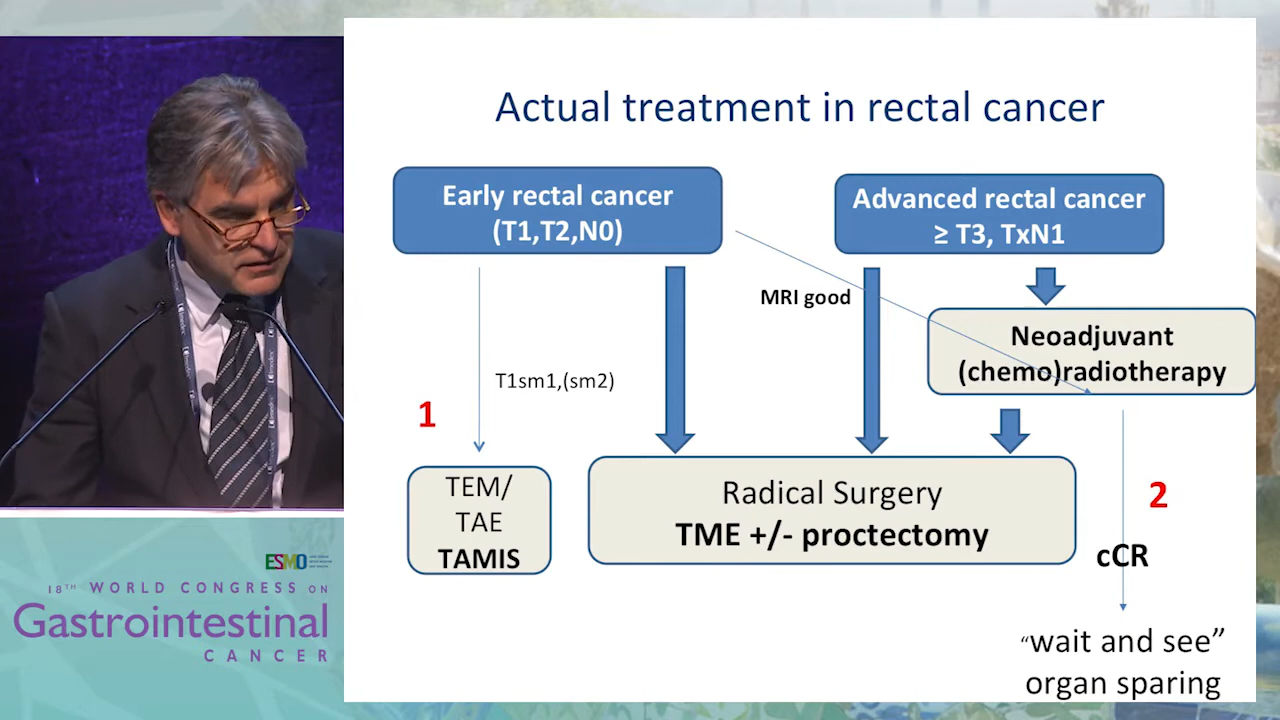 Actual treatment in rectal cancer
Early rectal cancer
(T1,T2,N0)
Advanced rectal cancer
≥ T3, TxN1
MRI good
Neoadjuvant
(chemo)radiotherapy
T1sm1,(sm2)
1
TEM/
TAE
TAMIS
Radical Surgery
TME +/- proctectomy
2
cCR
“wait and see”
organ sparing
ESMO
18TH WORLD CONGRESS ON
Gastrointestinal
CANCER